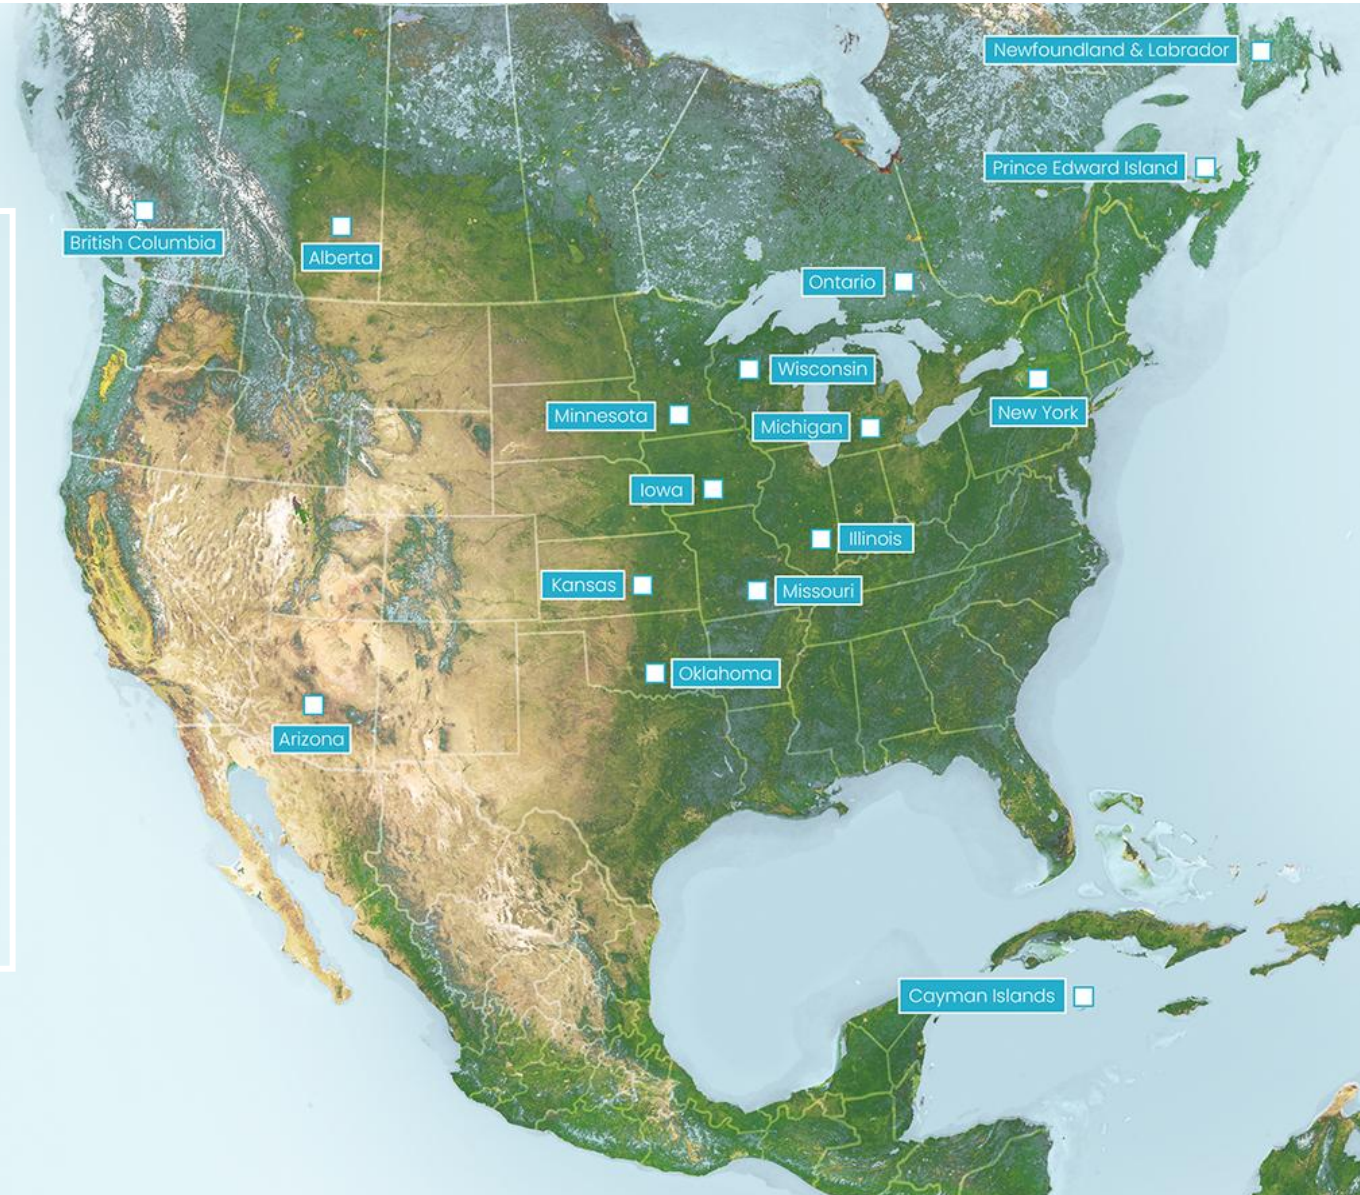 Newfoundland & Labrador
Prince Edward Island
British Columbia
Alberta
Ontario
Wisconsin
Minnesota
Michigan
New York
Iowa
Illinois
Kansas
Missouri
Oklahoma
Arizona
Cayman Islands